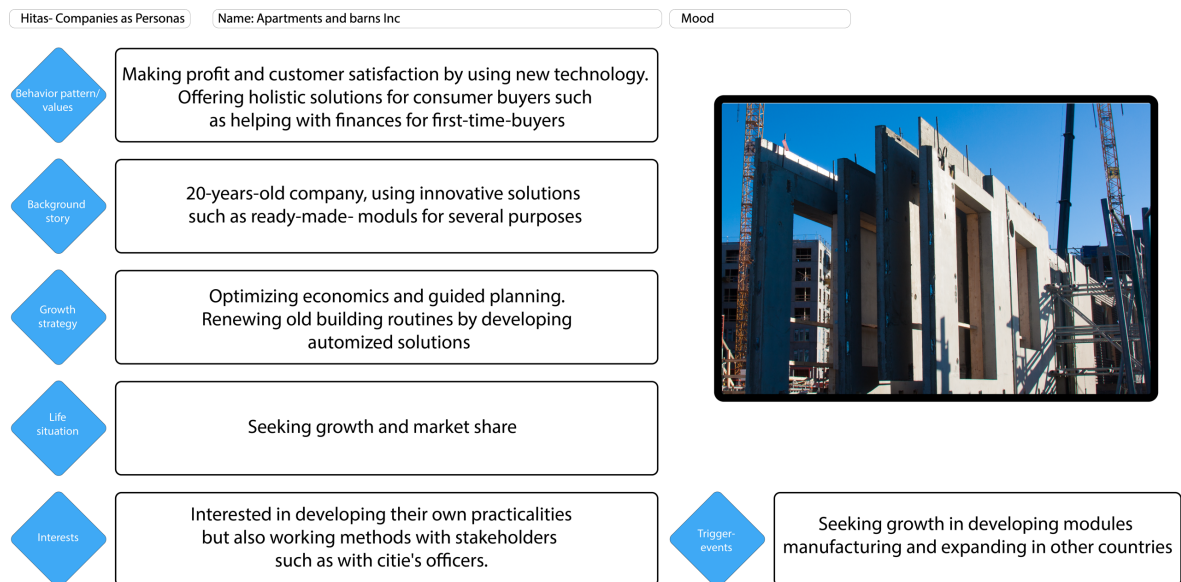 Hitas- Companies as Personas
Name: Apartments and barns Inc
Mood
Behavior pattern/
values
Making profit and customer satisfaction by using new technology.
Offering holistic solutions for consumer buyers such
as helping with finances for first-time-buyers
Background
story
20-years-old company, using innovative solutions
such as ready-made- moduls for several purposes
Growth
strategy
Optimizing economics and guided planning.
Renewing old building routines by developing
automized solutions
Life
situation
Seeking growth and market share
Interests
Interested in developing their own practicalities
but also working methods with stakeholders
such as with citie's officers.
Trigger-
events
Seeking growth in developing modules
manufacturing and expanding in other countries